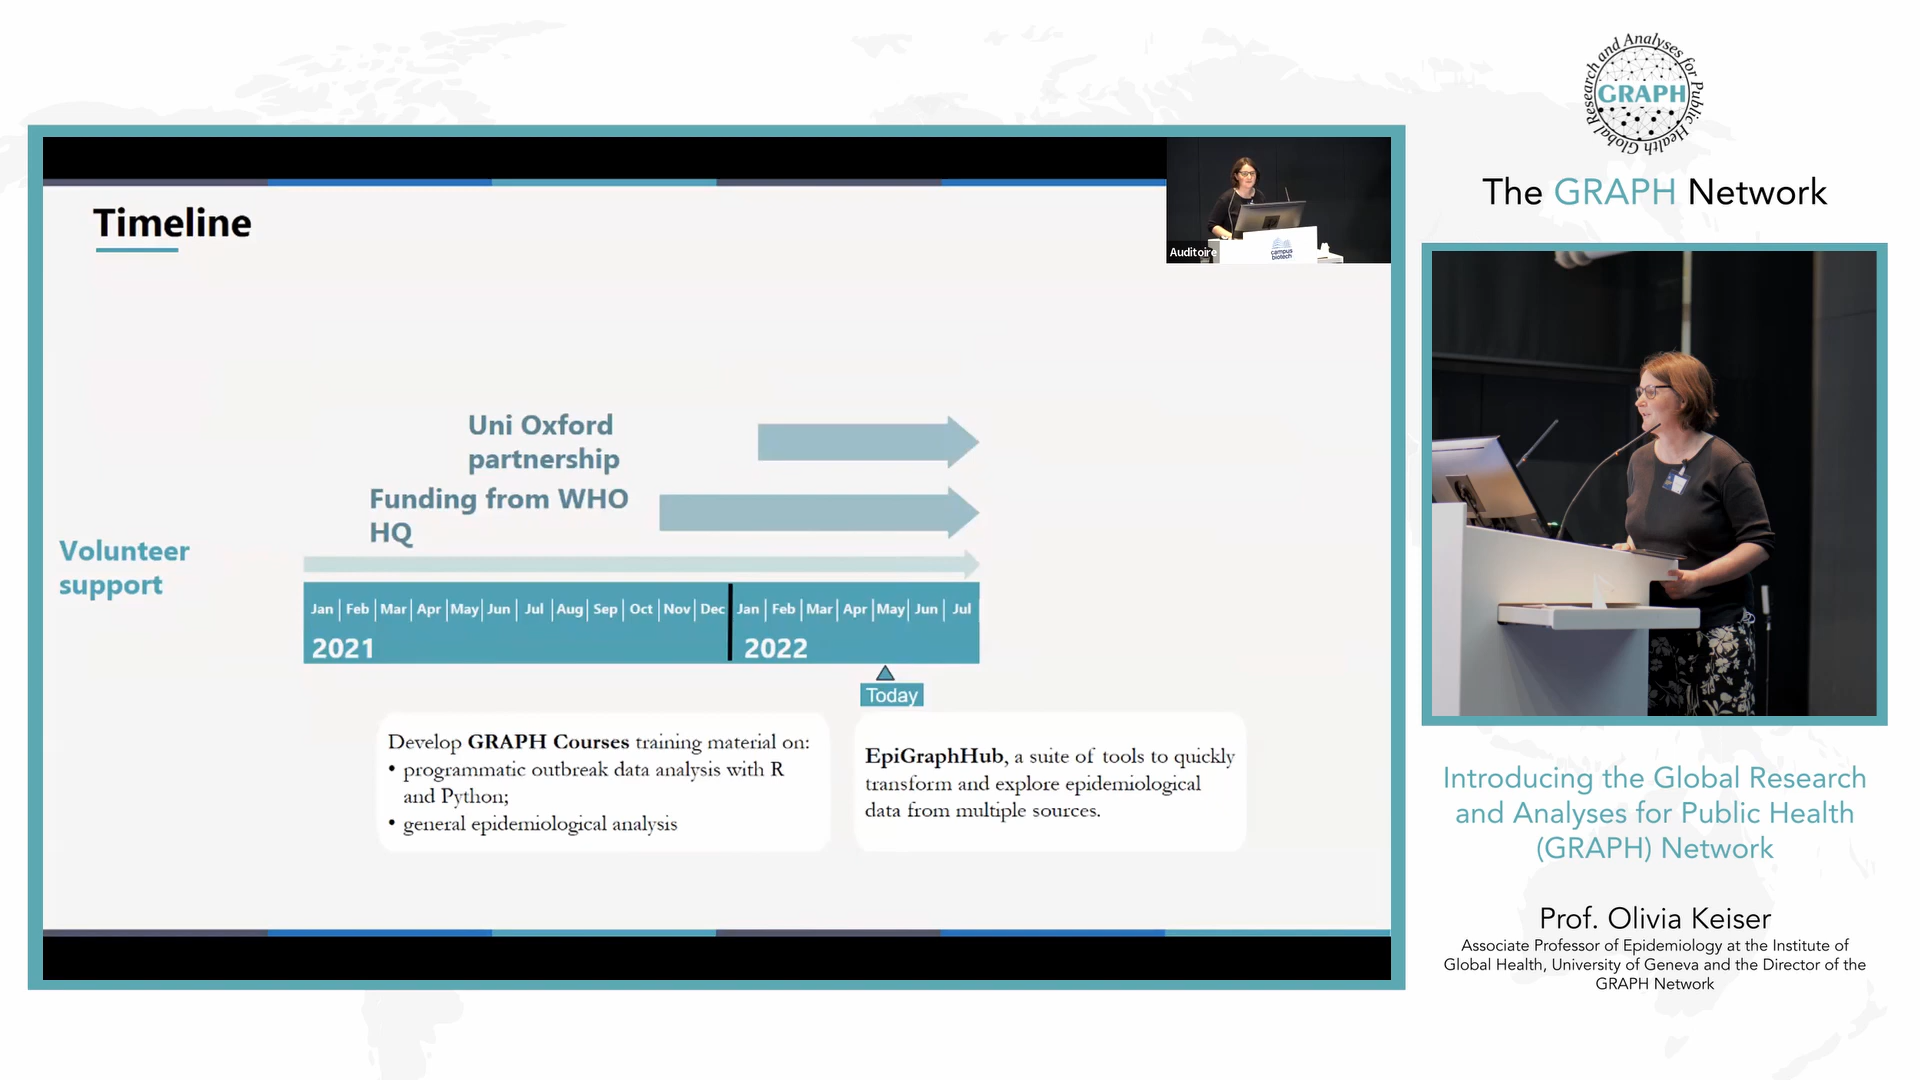 Timeline
Auditoire
campus
biotech
Uni Oxford
partnership
Funding from WHO
HQ
Volunteer
support
Jan Feb Mar Apr May Jun Jul Aug Sep Oct Nov Dec Jan Feb Mar Apr May Jun Jul
2021 2022
Today
Develop GRAPH Courses training material on:
• programmatic outbreak data analysis with R
and Python;
• general epidemiological analysis
EpiGraphHub, a suite of tools to quickly
transform and explore epidemiological
data from multiple sources.
Global Research and Analyses for Public Health
GRAPH
The GRAPH Network
Introducing the Global Research
and Analyses for Public Health
(GRAPH) Network
Prof. Olivia Keiser
Associate Professor of Epidemiology at the Institute of
Global Health, University of Geneva and the Director of the
GRAPH Network